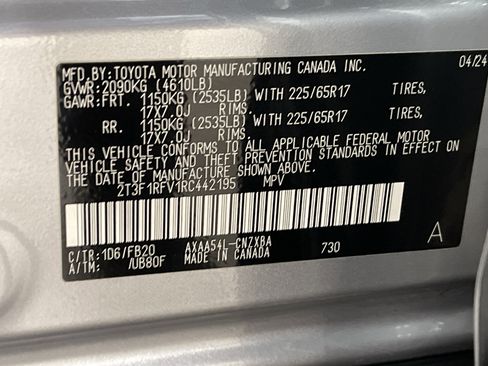 MFD.BY:TOYOTA MOTOR MANUFACTURING CANADA INC. 04/24
GVWR:2090KG (4610LB)
GAWR:FRT. 1150KG (2535LB) WITH 225/65R17 TIRES,
17X7.0J RIMS,
RR. 1150KG (2535LB) WITH 225/65R17 TIRES,
17X7.0J RIMS.
THIS VEHICLE CONFORMS TO ALL APPLICABLE FEDERAL MOTOR
VEHICLE SAFETY AND THEFT PREVENTION STANDARDS IN EFFECT ON
THE DATE OF MANUFACTURE SHOWN ABOVE.
2T3F1RFV1RC442195 MPV
C/TR:1D6/FB20 AXAA54L-CNZXBA 730 A
A/TM: /UB80F MADE IN CANADA